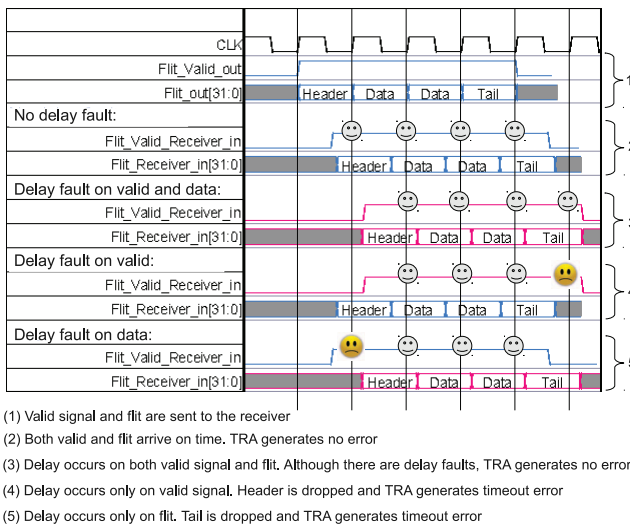 CLK
Flit_Valid_out
Flit_out[31:0] Header Data Data Tail
1
No delay fault:
Flit_Valid_Receiver_in
Flit_Receiver_in[31:0] Header Data Data Tail
2
Delay fault on valid and data:
Flit_Valid_Receiver_in
Flit_Receiver_in[31:0] Header Data Data Tail
Delay fault on valid:
Flit_Valid_Receiver_in
Flit_Receiver_in[31:0] Header Data Data Tail
4
Delay fault on data:
Flit_Valid_Receiver_in
Flit_Receiver_in[31:0] Header Data Data Tail
(1) Valid signal and flit are sent to the receiver
(2) Both valid and flit arrive on time. TRA generates no error
(3) Delay occurs on both valid signal and flit. Although there are delay faults, TRA generates no error
(4) Delay occurs only on valid signal. Header is dropped and TRA generates timeout error
(5) Delay occurs only on flit. Tail is dropped and TRA generates timeout error